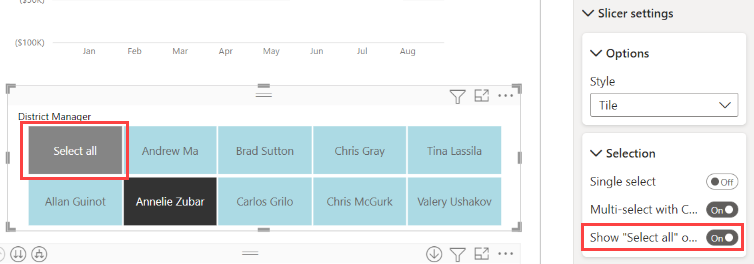 Slicer settings
($50K)
($100K)
Jan Feb Mar Apr May Jun Jul Aug
Options
Style
Tile
District Manager
Select all Andrew Ma Brad Sutton Chris Gray Tina Lassila
Allan Guinot Annelie Zubar Carlos Grilo Chris McGurk Valery Ushakov
Selection
Single select Off
Multi-select with C... On
Show "Select all" o... On